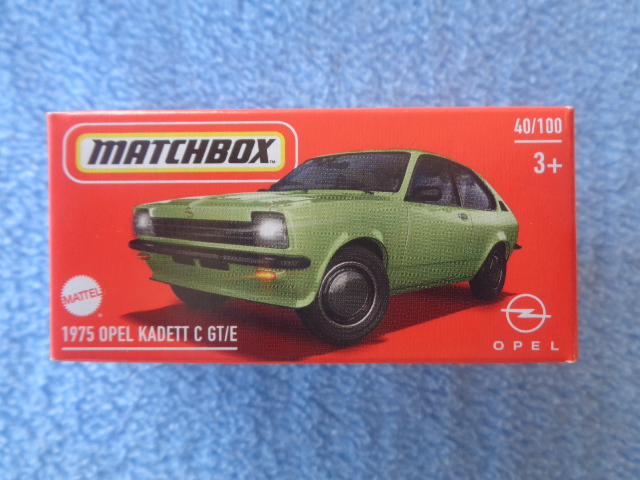 MATCHBOX
40/100
3+
MATTEL
1975 OPEL KADETT C GT/E
OPEL